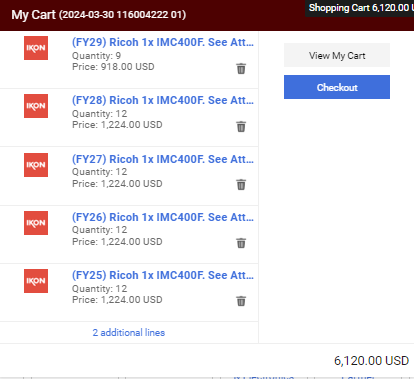 Shopping Cart 6,120.00 U
My Cart (2024-03-30 116004222 01)
IKON
(FY29) Ricoh 1x IMC400F. See Att...
Quantity: 9
Price: 918.00 USD
View My Cart
Checkout
IKON
(FY28) Ricoh 1x IMC400F. See Att...
Quantity: 12
Price: 1,224.00 USD
IKON
(FY27) Ricoh 1x IMC400F. See Att...
Quantity: 12
Price: 1,224.00 USD
IKON
(FY26) Ricoh 1x IMC400F. See Att...
Quantity: 12
Price: 1,224.00 USD
IKON
(FY25) Ricoh 1x IMC400F. See Att...
Quantity: 12
Price: 1,224.00 USD
2 additional lines
6,120.00 USD